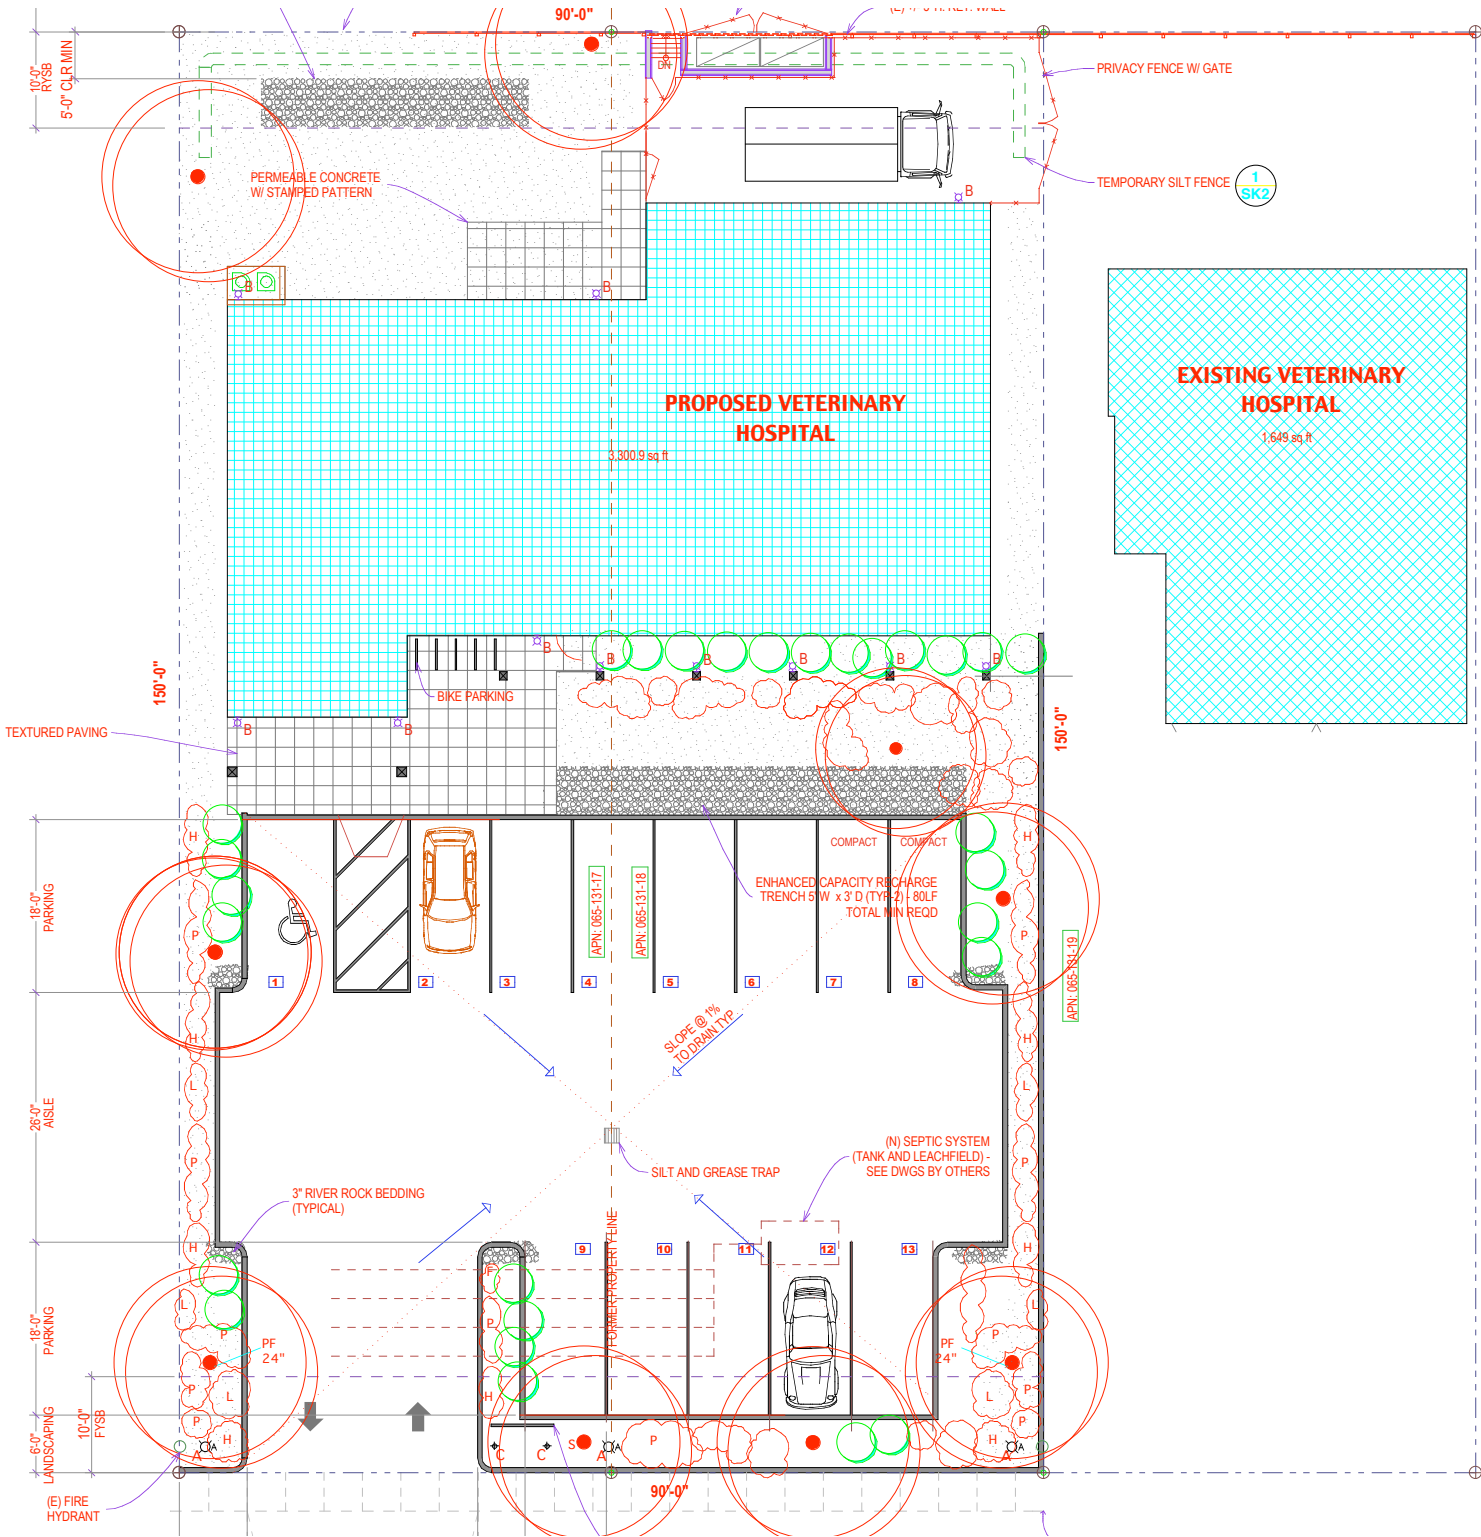 90'-0"
(E) +/- 5' H. RET. WALL
10'-0"
RYSB
5'-0" CLR MIN
DN
PRIVACY FENCE W/ GATE
PERMEABLE CONCRETE
W/ STAMPED PATTERN
TEMPORARY SILT FENCE
1
SK2
B
B
B
PROPOSED VETERINARY
HOSPITAL
3,300.9 sq ft
EXISTING VETERINARY
HOSPITAL
1,649 sq ft
150'-0"
150'-0"
B
B
B
B
B
B
BIKE PARKING
TEXTURED PAVING
B
B
18'-0"
PARKING
H
P
H
L
P
H
L
COMPACT
COMPACT
ENHANCED CAPACITY RECHARGE
TRENCH 5' W x 3' D (TYP-2) - 80LF
TOTAL MIN REQD
APN: 065-131-17
APN: 065-131-18
APN: 065-131-19
1
2
3
4
5
6
7
8
H
P
H
L
P
H
L
SLOPE @ 1%
TO DRAIN TYP
26'-0"
AISLE
(N) SEPTIC SYSTEM
(TANK AND LEACHFIELD) -
SEE DWGS BY OTHERS
SILT AND GREASE TRAP
3" RIVER ROCK BEDDING
(TYPICAL)
FORMER PROPERTY LINE
9
10
11
12
13
18'-0"
PARKING
P
PF
24"
P
P
L
P
H
P
H
P
PF
24"
P
L
P
P
H
10'-0"
FYSB
6'-0"
LANDSCAPING
A
A
C
C
S
A
A
P
A
A
90'-0"
(E) FIRE
HYDRANT